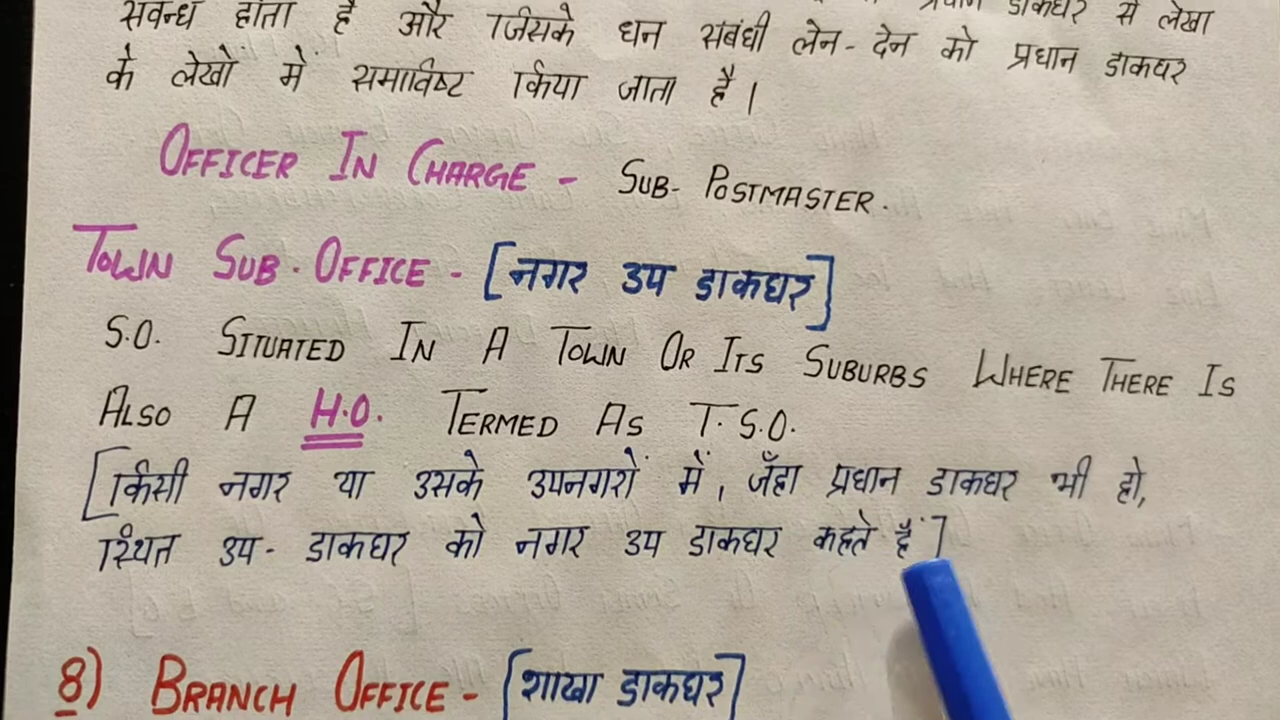 डाकघर से लेखा
संबन्ध होता है और जिसके धन संबंधी लेन-देन को प्रधान डाकघर
के लेखों में समाविष्ट किया जाता है।
OFFICER IN CHARGE - SUB-POSTMASTER.
TOWN SUB.OFFICE - [नगर उप डाकघर]
S.O. SITUATED IN A TOWN OR ITS SUBURBS WHERE THERE IS
ALSO A H.O. TERMED AS T.S.O.
[किसी नगर या उसके उपनगरों में, जँहा प्रधान डाकघर भी हो,
स्थित उप-डाकघर को नगर उप डाकघर कहते हैं]
8) BRANCH OFFICE - [शाखा डाकघर]